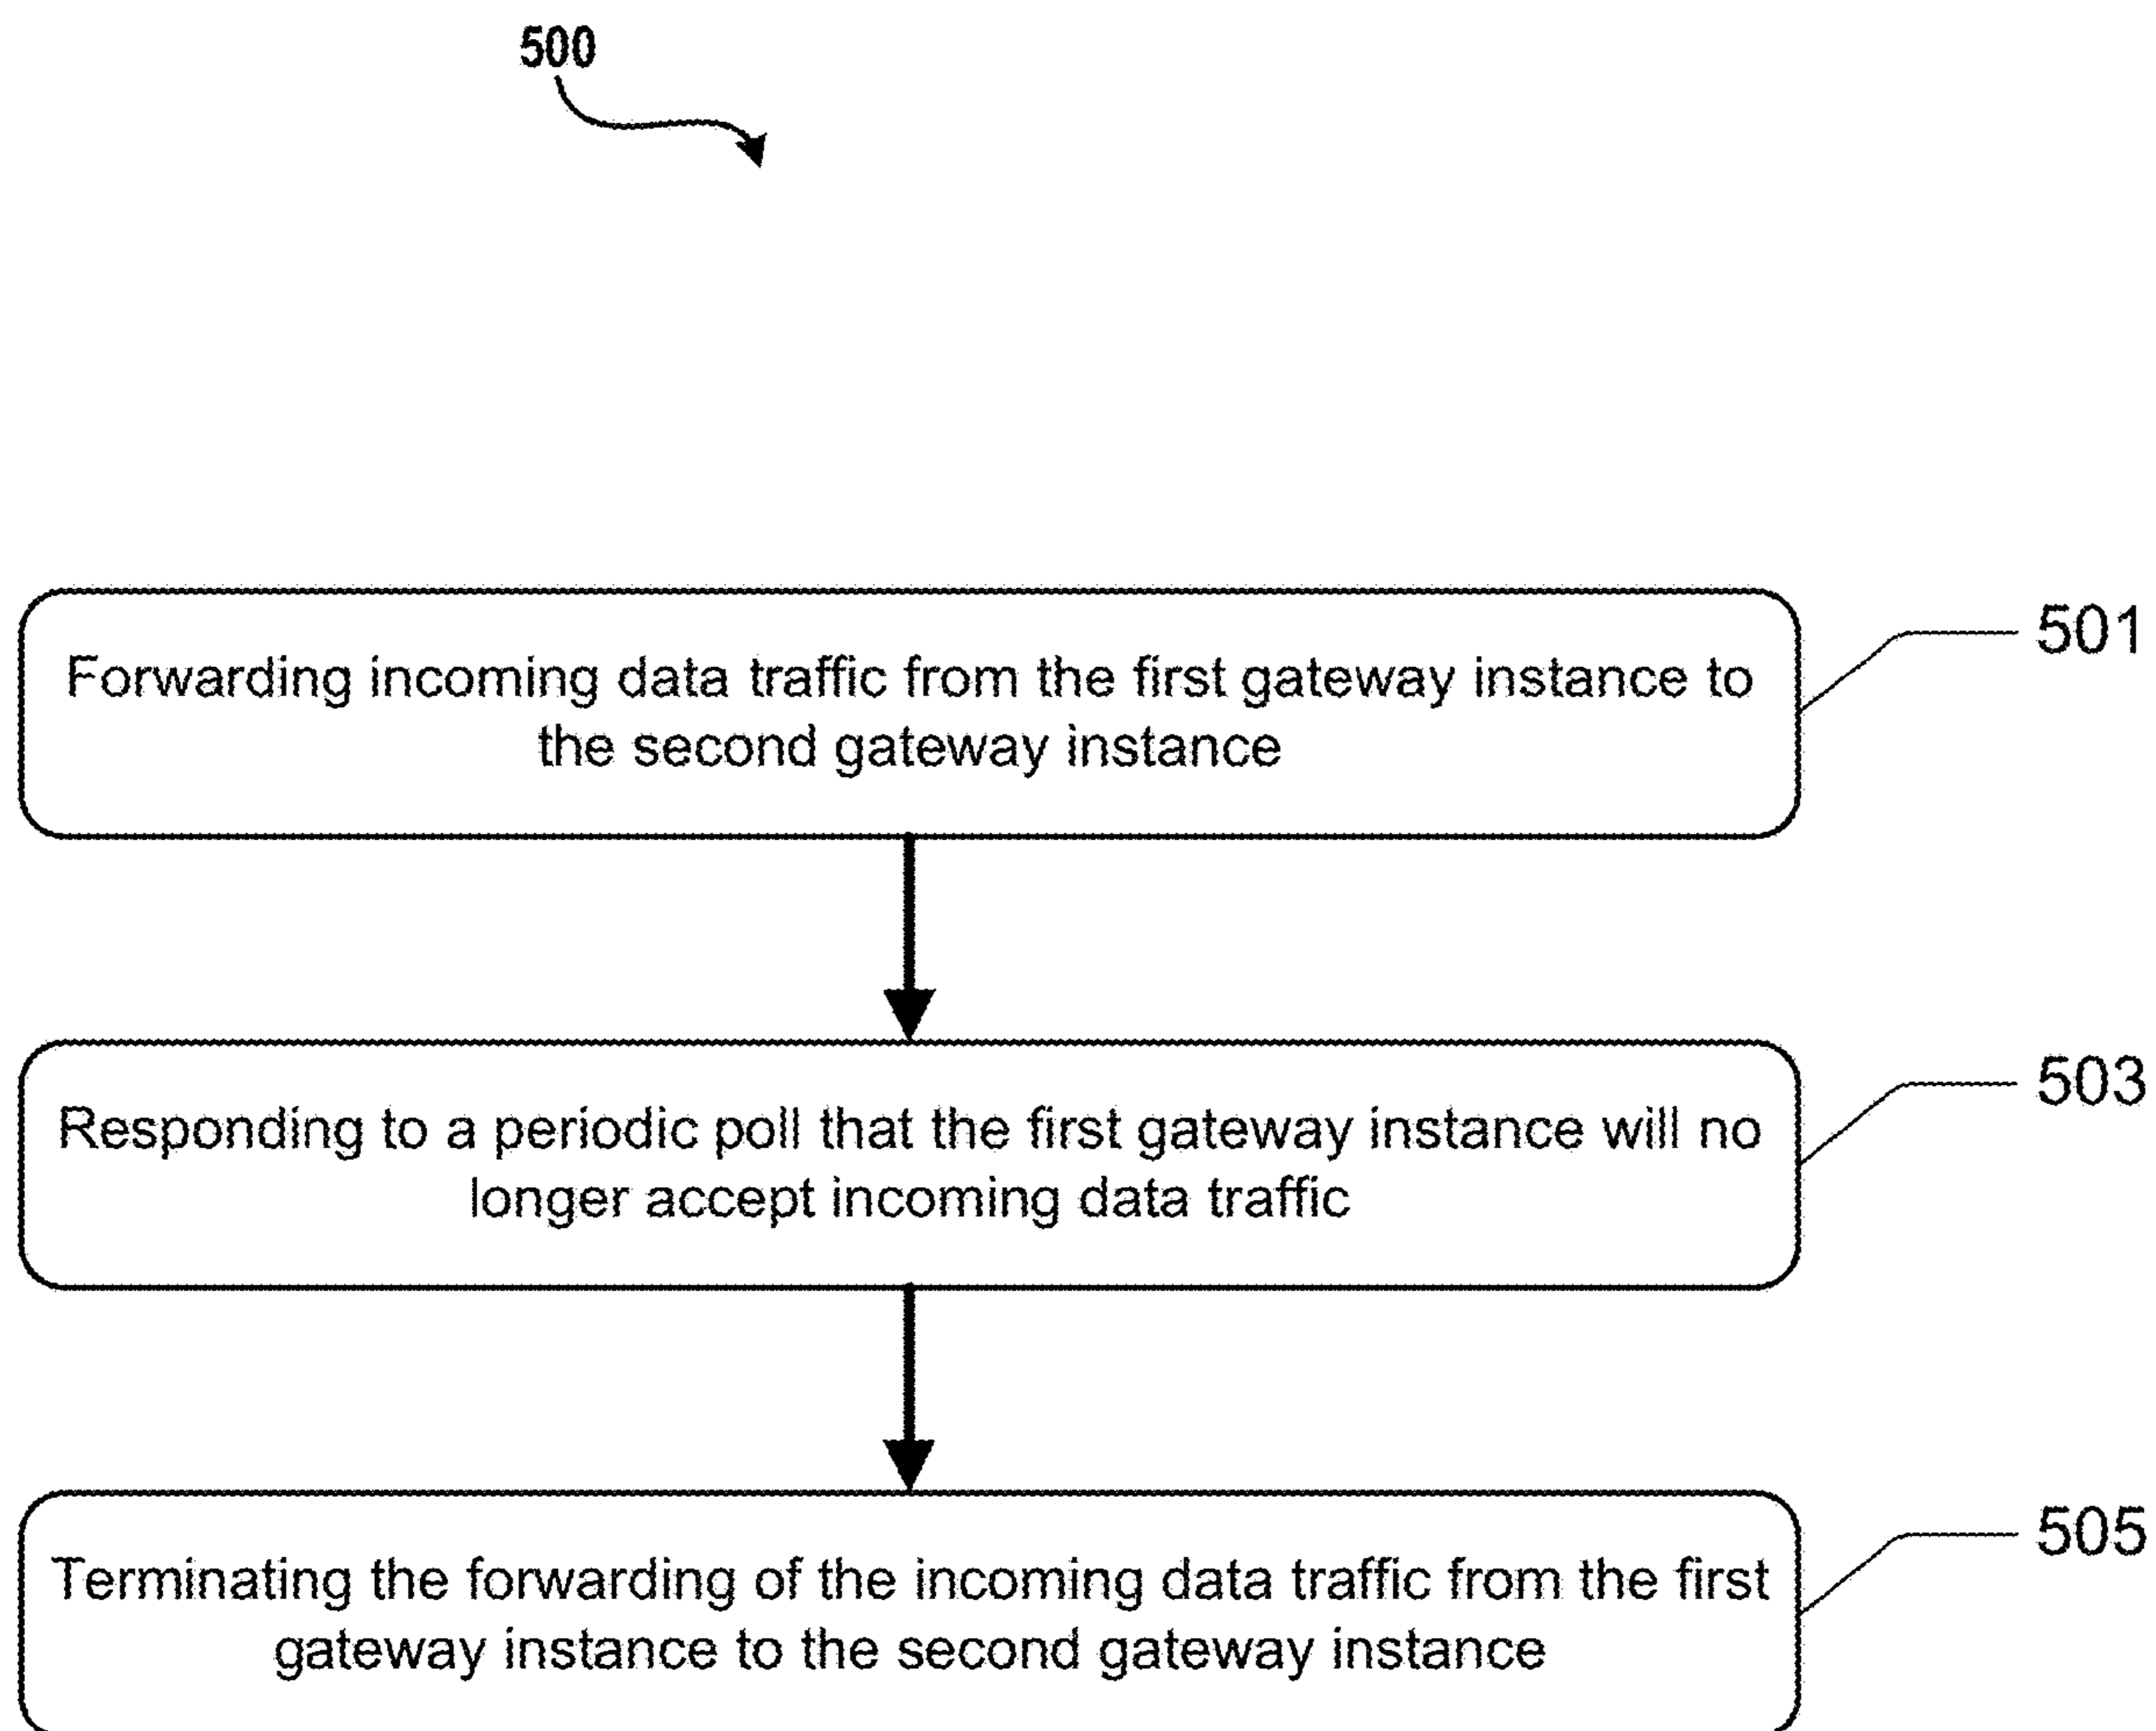 500
Forwarding incoming data traffic from the first gateway instance to
the second gateway instance
501
Responding to a periodic poll that the first gateway instance will no
longer accept incoming data traffic
503
Terminating the forwarding of the incoming data traffic from the first
gateway instance to the second gateway instance
505